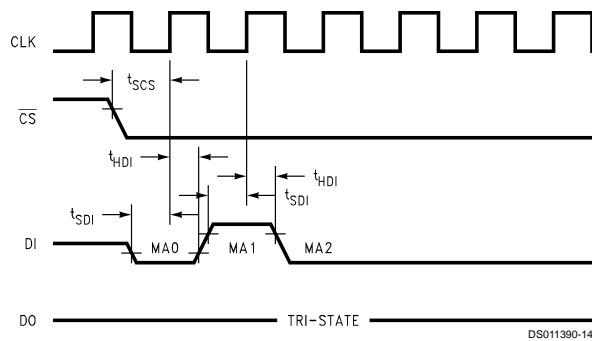 CLK
tSCS
CS
tHDI
tHDI
tSDI
tSDI
DI
MA0
MA1
MA2
DO
TRI-STATE
DS011390-14